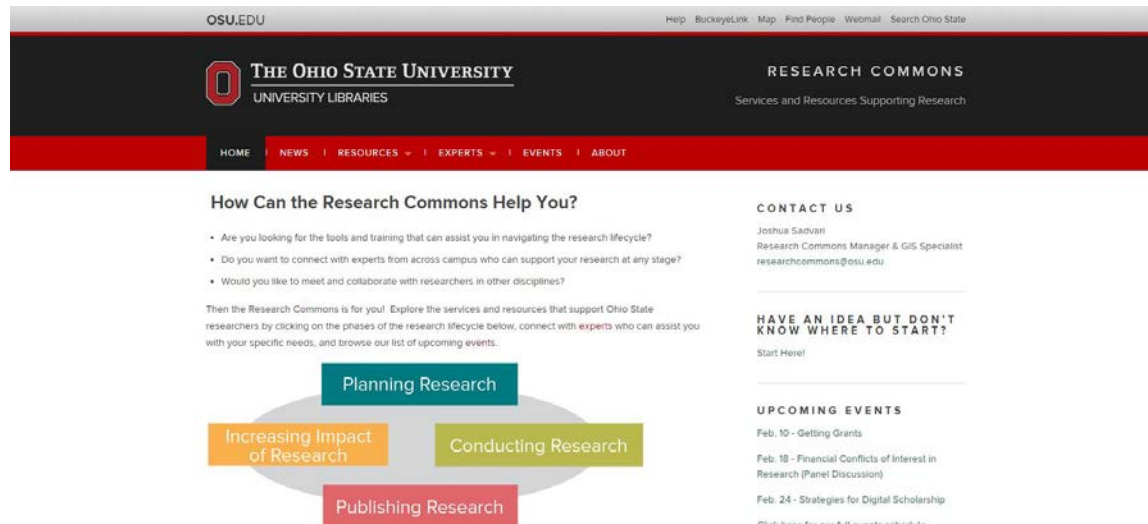 OSU.EDU
Help BuckeyeLink Map Find People Webmail Search Ohio State
THE OHIO STATE UNIVERSITY
UNIVERSITY LIBRARIES
RESEARCH COMMONS
Services and Resources Supporting Research
HOME
NEWS
RESOURCES
EXPERTS
EVENTS
ABOUT
How Can the Research Commons Help You?
• Are you looking for the tools and training that can assist you in navigating the research lifecycle?
• Do you want to connect with experts from across campus who can support your research at any stage?
• Would you like to meet and collaborate with researchers in other disciplines?
Then the Research Commons is for you! Explore the services and resources that support Ohio State
researchers by clicking on the phases of the research lifecycle below, connect with experts who can assist you
with your specific needs, and browse our list of upcoming events.
Planning Research
Increasing Impact
of Research
Conducting Research
Publishing Research
CONTACT US
Joshua Sadvari
Research Commons Manager & GIS Specialist
researchcommons@osu.edu
HAVE AN IDEA BUT DON'T
KNOW WHERE TO START?
Start Here!
UPCOMING EVENTS
Feb. 10 - Getting Grants
Feb. 18 - Financial Conflicts of Interest in
Research (Panel Discussion)
Feb. 24 - Strategies for Digital Scholarship
Click here for our full events schedule